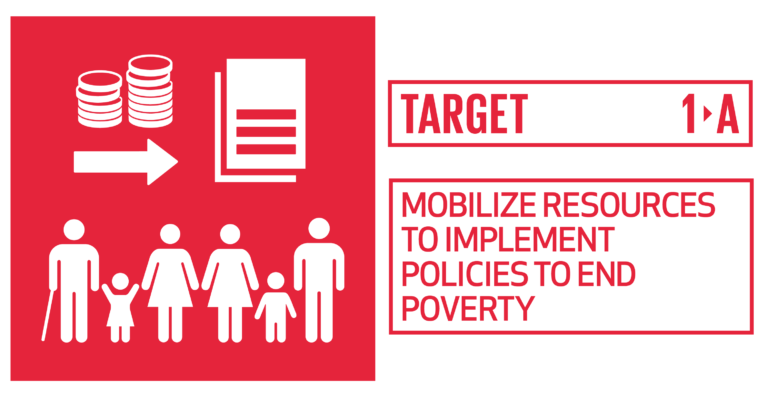 TARGET 1▸A
MOBILIZE RESOURCES
TO IMPLEMENT
POLICIES TO END
POVERTY